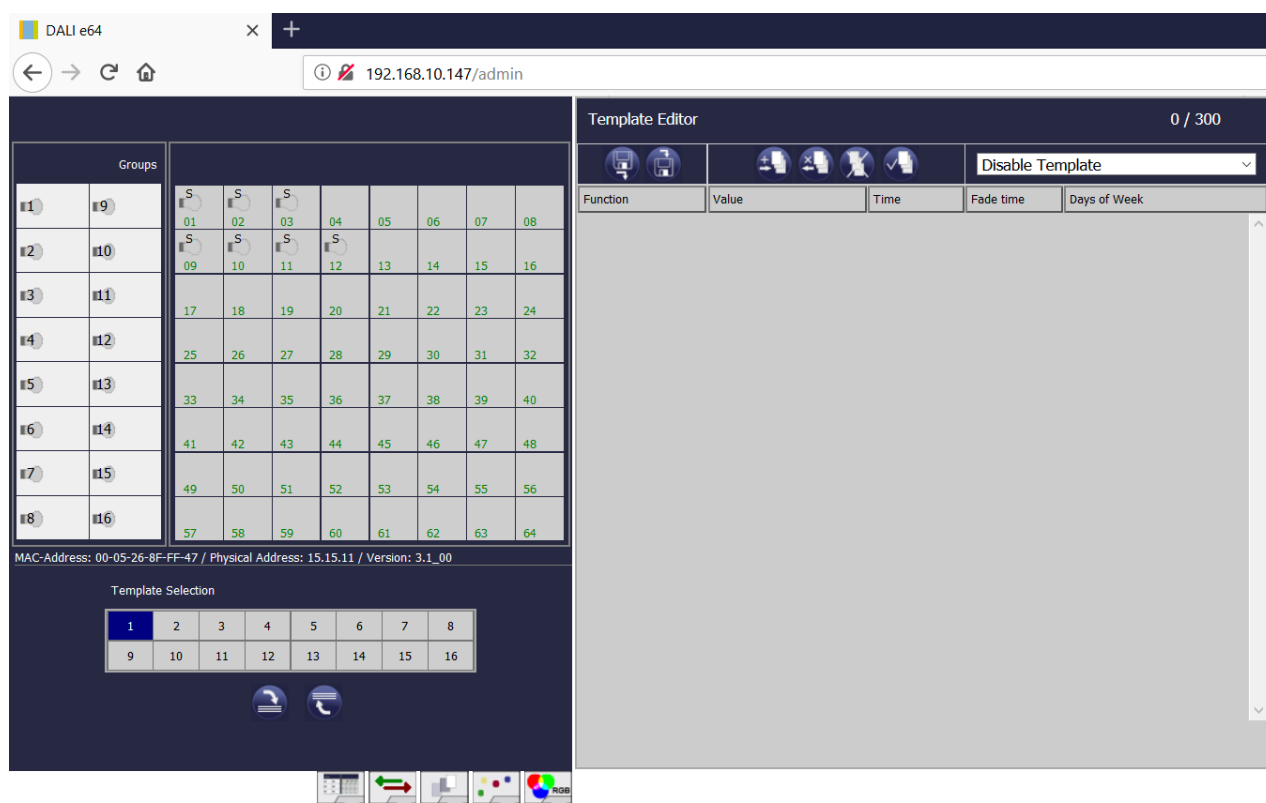 DALI e64
192.168.10.147/admin
Template Editor 0 / 300
Groups
Disable Template
Function Value Time Fade time Days of Week
1 9 S S S
01 02 03 04 05 06 07 08
2 10 S S S S
09 10 11 12 13 14 15 16
3 11
17 18 19 20 21 22 23 24
4 12
25 26 27 28 29 30 31 32
5 13
33 34 35 36 37 38 39 40
6 14
41 42 43 44 45 46 47 48
7 15
49 50 51 52 53 54 55 56
8 16
57 58 59 60 61 62 63 64
MAC-Address: 00-05-26-8F-FF-47 / Physical Address: 15.15.11 / Version: 3.1_00
Template Selection
1 2 3 4 5 6 7 8
9 10 11 12 13 14 15 16
RGB